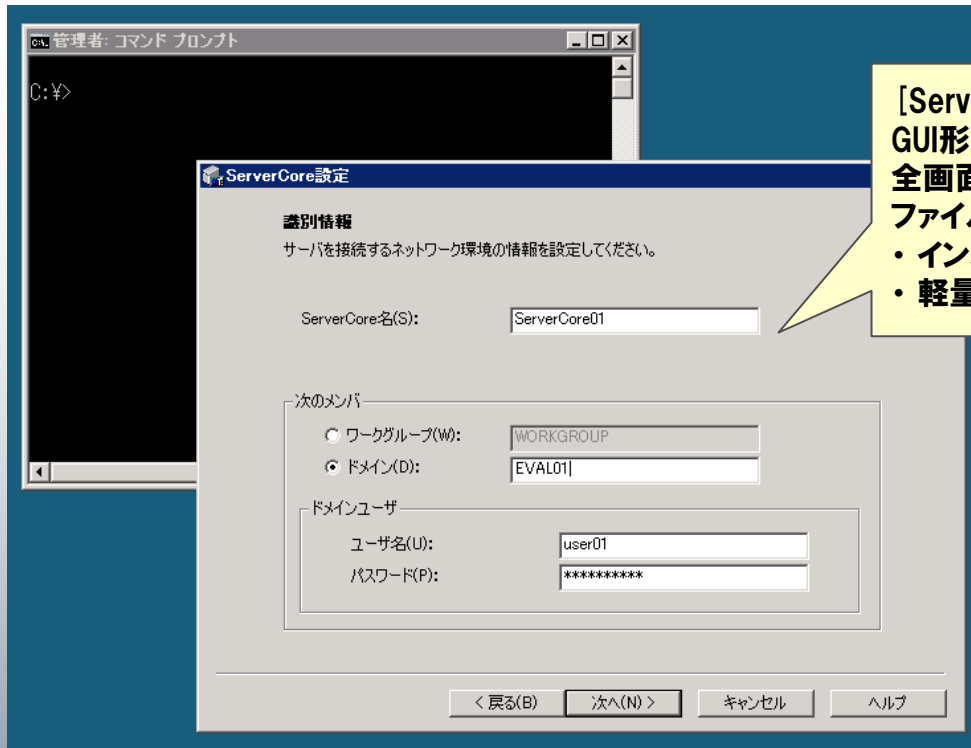 管理者: コマンド プロンプト
C:¥>
[Serv
GUI形
全画面
ファイル
・イン
・軽量
ServerCore設定
識別情報
サーバを接続するネットワーク環境の情報を設定してください。
ServerCore名(S): ServerCore01
次のメンバ
ワークグループ(W): WORKGROUP
ドメイン(D): EVAL01
ドメインユーザ
ユーザ名(U): user01
パスワード(P): **********
< 戻る(B) 次へ(N) > キャンセル ヘルプ